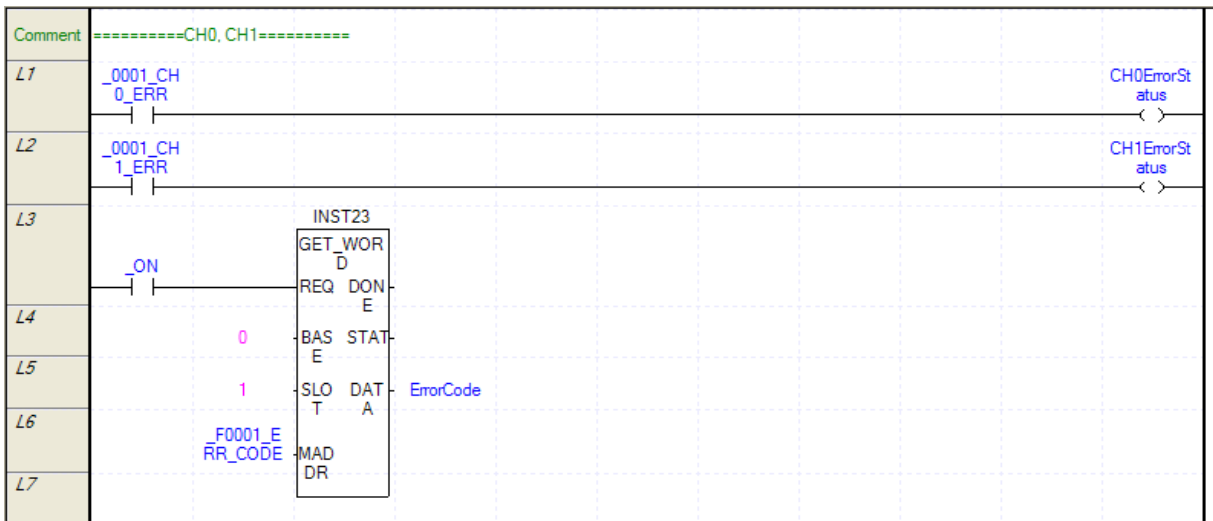 Comment ==========CH0, CH1==========
L1
_0001_CH
0_ERR
CH0ErrorSt
atus
L2
_0001_CH
1_ERR
CH1ErrorSt
atus
L3
INST23
GET_WOR
D
_ON
REQ DON
E
L4
0
BAS STAT
E
L5
1
SLO DAT ErrorCode
T A
L6
_F0001_E
RR_CODE
MAD
DR
L7